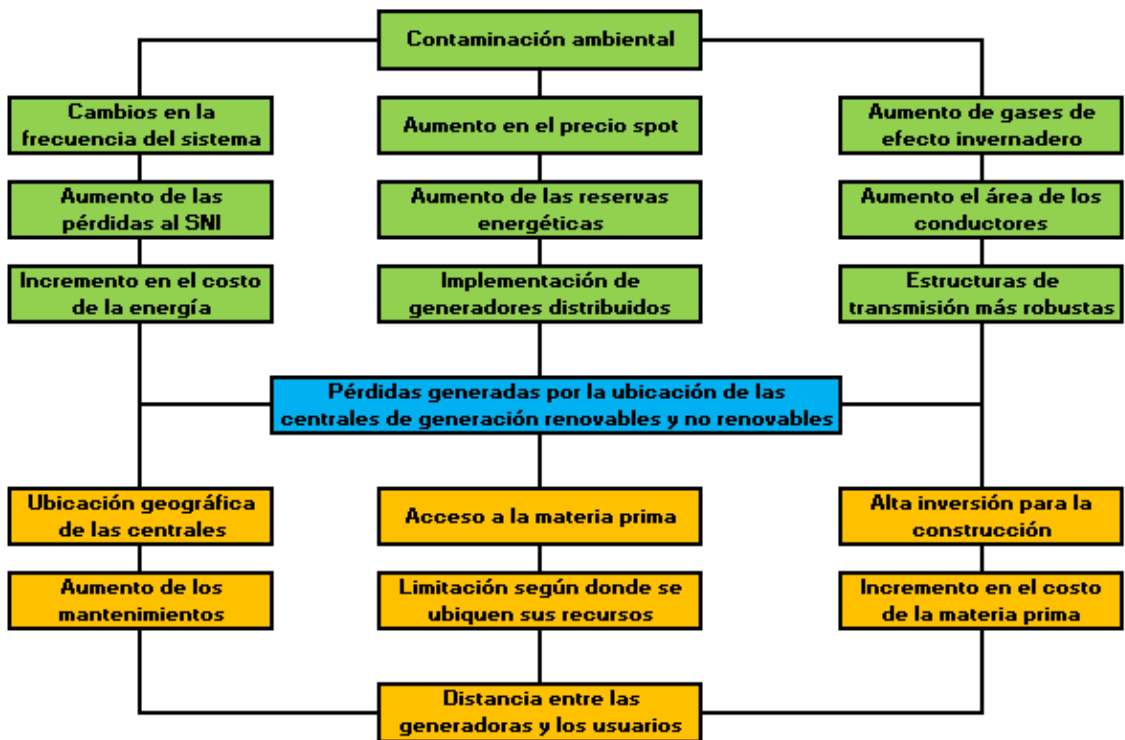 Contaminación ambiental
Cambios en la
frecuencia del sistema
Aumento en el precio spot
Aumento de gases de
efecto invernadero
Aumento de las
pérdidas al SNI
Aumento de las reservas
energéticas
Aumento el área de los
conductores
Incremento en el costo
de la energía
Implementación de
generadores distribuidos
Estructuras de
transmisión más robustas
Pérdidas generadas por la ubicación de las
centrales de generación renovables y no renovables
Ubicación geográfica
de las centrales
Acceso a la materia prima
Alta inversión para la
construcción
Aumento de los
mantenimientos
Limitación según donde se
ubiquen sus recursos
Incremento en el costo
de la materia prima
Distancia entre las
generadoras y los usuarios